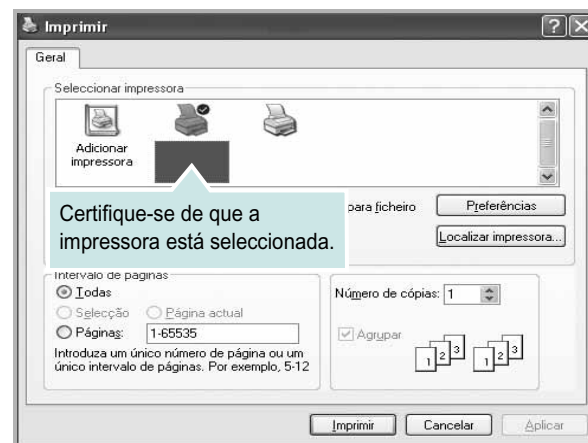 Imprimir
Geral
Seleccionar impressora
Adicionar
impressora
Certifique-se de que a
impressora está seleccionada.
para ficheiro
Preferências
Localizar impressora...
Intervalo de páginas
Todas
Selecção
Página actual
Páginas:
1-65535
Introduza um único número de página ou um
único intervalo de páginas. Por exemplo, 5-12
Número de cópias: 1
Agrupar
1 2 3
1 2 3
Imprimir
Cancelar
Aplicar